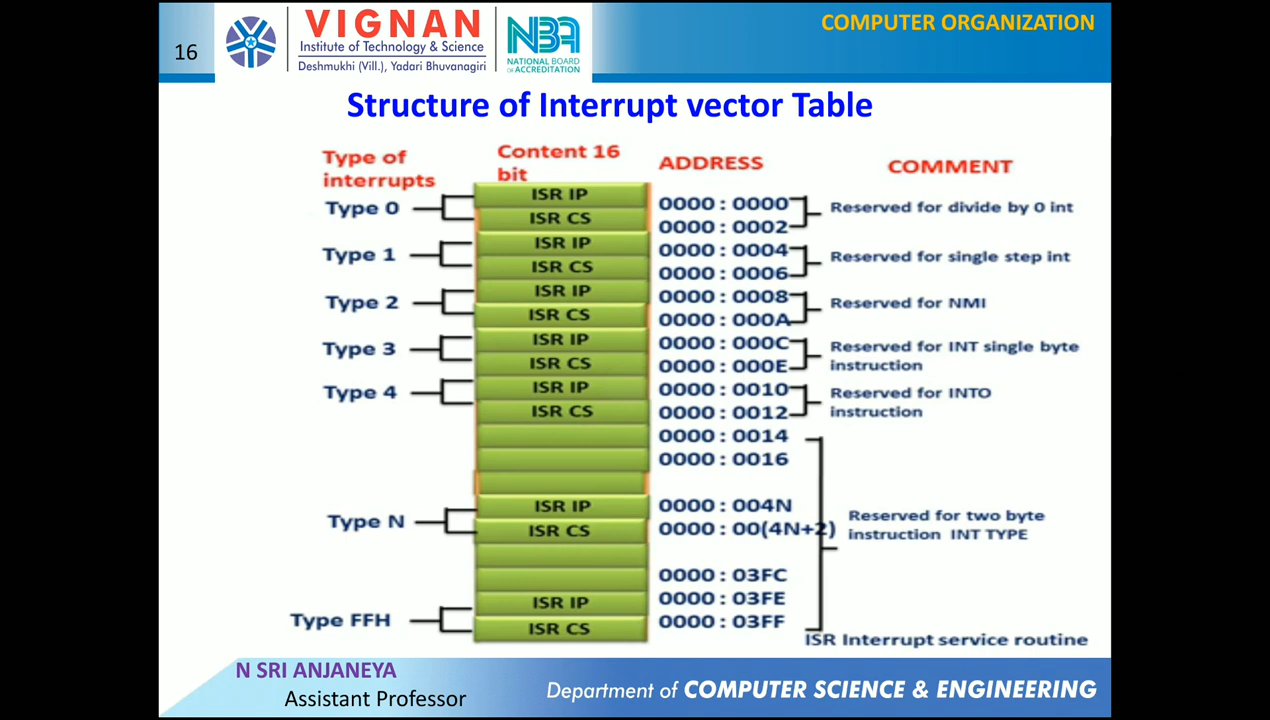 16
VIGNAN
Institute of Technology & Science
Deshmukhi (Vill.), Yadari Bhuvanagiri
NBA
NATIONAL BOARD
OF ACCREDITATION
COMPUTER ORGANIZATION
Structure of Interrupt vector Table
Type of
interrupts
Content 16
bit
ADDRESS
COMMENT
Type 0
ISR IP
0000 : 0000
Reserved for divide by 0 int
ISR CS
0000 : 0002
Type 1
ISR IP
0000 : 0004
Reserved for single step int
ISR CS
0000 : 0006
Type 2
ISR IP
0000 : 0008
Reserved for NMI
ISR CS
0000 : 000A
Type 3
ISR IP
0000 : 000C
Reserved for INT single byte
instruction
ISR CS
0000 : 000E
Type 4
ISR IP
0000 : 0010
Reserved for INTO
instruction
ISR CS
0000 : 0012
0000 : 0014
0000 : 0016
Type N
ISR IP
0000 : 004N
ISR CS
0000 : 00(4N+2)
Reserved for two byte
instruction INT TYPE
0000 : 03FC
Type FFH
ISR IP
0000 : 03FE
ISR CS
0000 : 03FF
ISR Interrupt service routine
N SRI ANJANEYA
Assistant Professor
Department of COMPUTER SCIENCE & ENGINEERING